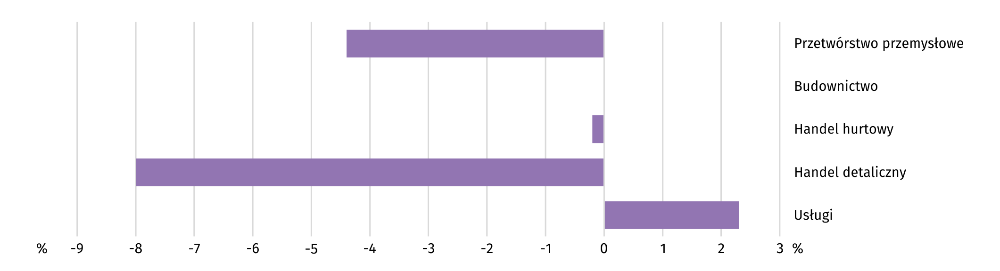 Przetwórstwo przemysłowe
Budownictwo
Handel hurtowy
Handel detaliczny
Usługi
% -9 -8 -7 -6 -5 -4 -3 -2 -1 0 1 2 3 %